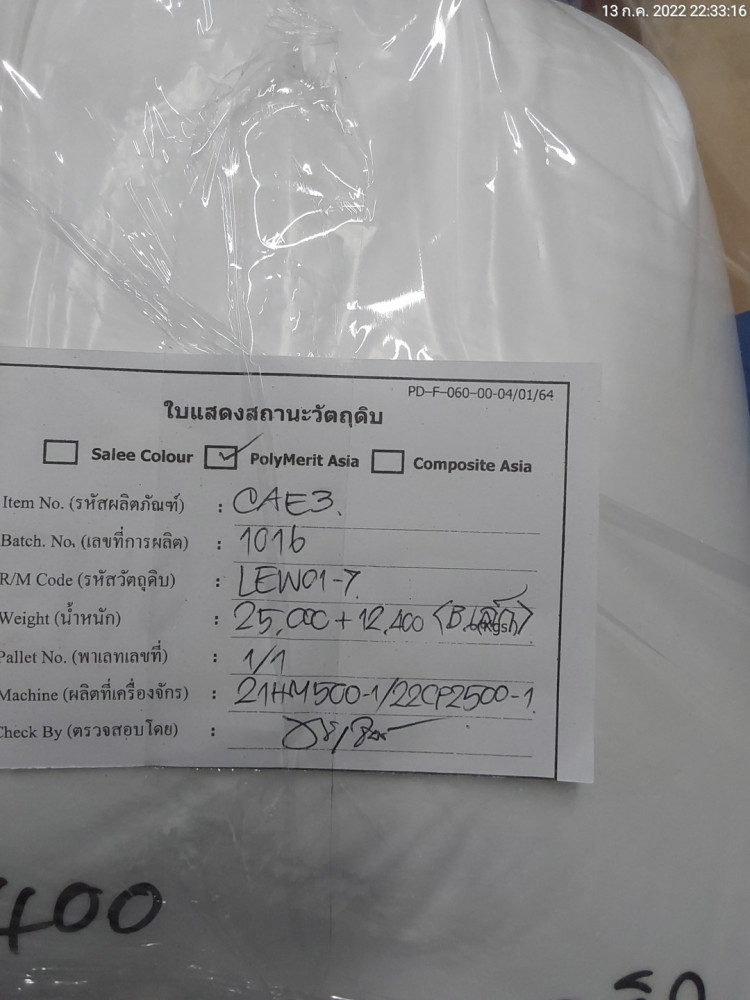 13 ก.ค. 2022 22:33:16
PD-F-060-00-04/01/64
ใบแสดงสถานะวัตถุดิบ
Salee Colour PolyMerit Asia Composite Asia
Item No. (รหัสผลิตภัณฑ์) : CAE3.
Batch. No. (เลขที่การผลิต) : 1016
R/M Code (รหัสวัตถุดิบ) : LEW01-7
Weight (น้ำหนัก) : 25,000 + 12,400
Pallet No. (พาเลทเลขที่) : 1/1
Machine (ผลิตที่เครื่องจักร) : 21HM500-1/22CP2500-1
Check By (ตรวจสอบโดย) :
400